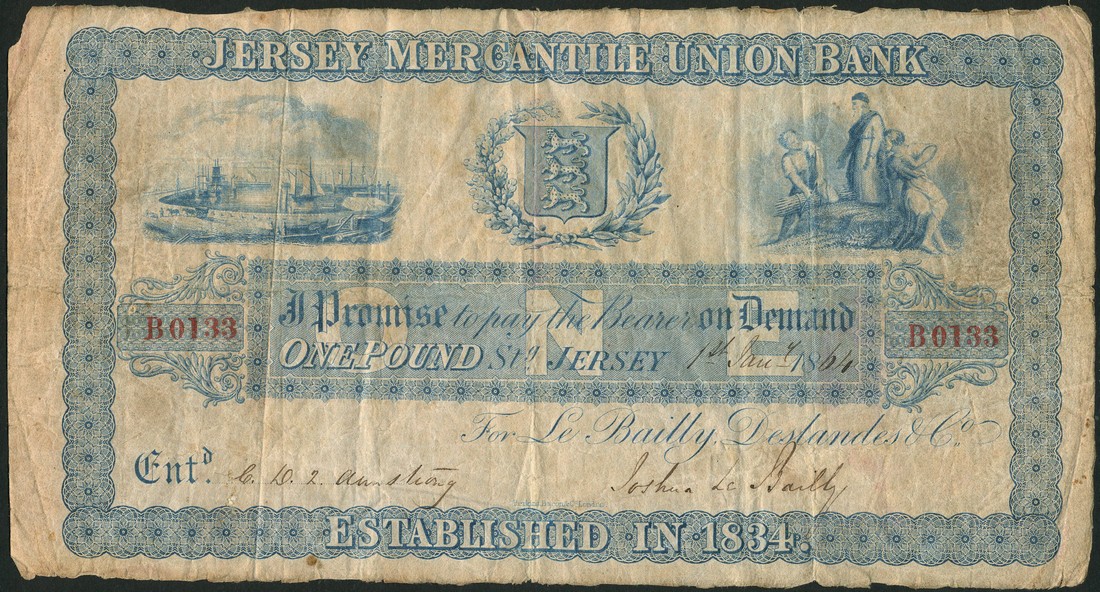 JERSEY MERCANTILE UNION BANK
B0133
I Promise to pay the Bearer on Demand
B0133
ONE
ONE POUND Stg JERSEY 1st Jany 1864
For Le Bailly, Deslandes & Co.
Entd. C. D. L. Armstrong
Joshua Le Bailly
ESTABLISHED IN 1834.